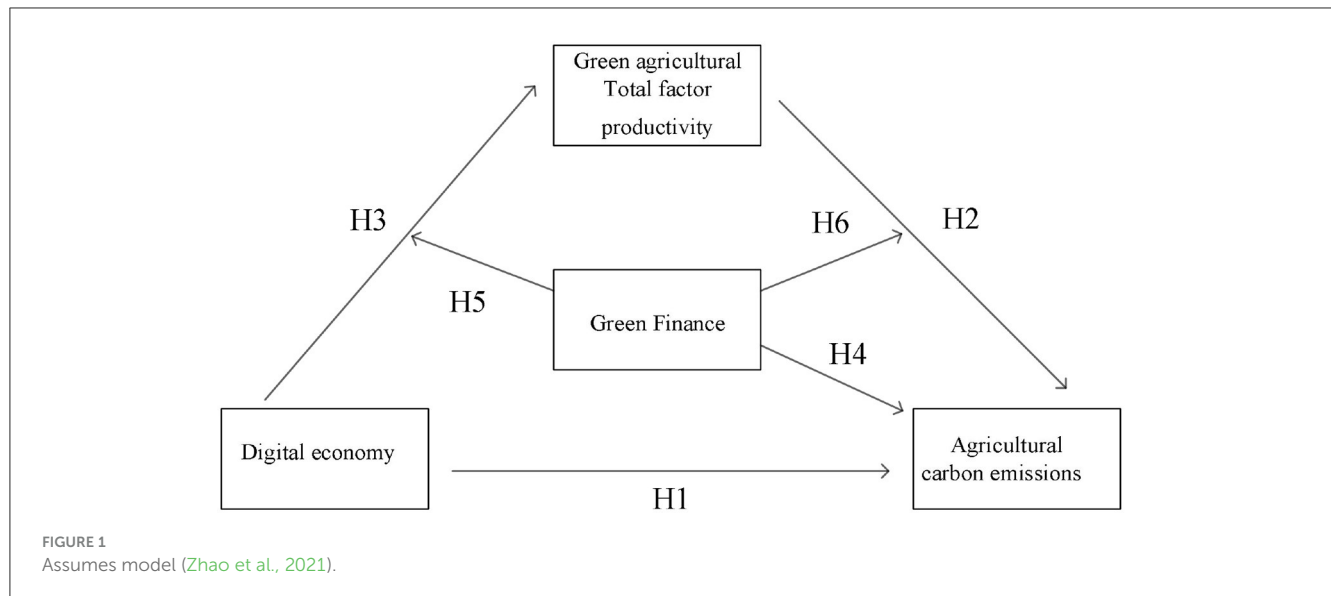 Green agricultural
Total factor
productivity
H3
H6
H2
H5
Green Finance
H4
Digital economy
Agricultural
carbon emissions
H1
FIGURE 1
Assumes model (Zhao et al., 2021).